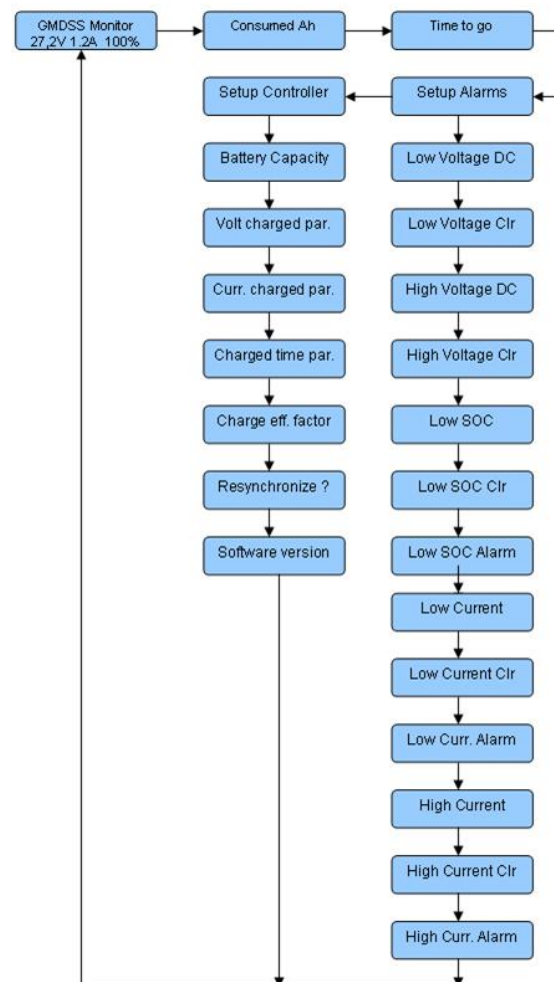 GMDSS Monitor
27,2V 1.2A 100%
Consumed Ah
Time to go
Setup Controller
Setup Alarms
Battery Capacity
Low Voltage DC
Volt charged par.
Low Voltage Clr
Curr. charged par.
High Voltage DC
Charged time par.
High Voltage Clr
Charge eff. factor
Low SOC
Resynchronize ?
Low SOC Clr
Software version
Low SOC Alarm
Low Current
Low Current Clr
Low Curr. Alarm
High Current
High Current Clr
High Curr. Alarm